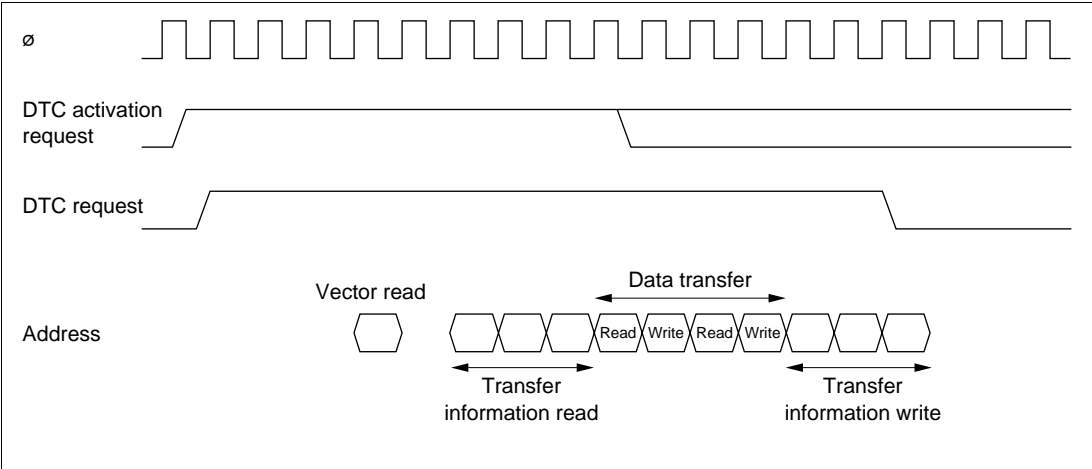 ø
DTC activation
request
DTC request
Data transfer
Vector read
Address
Read Write Read Write
Transfer
information read
Transfer
information write